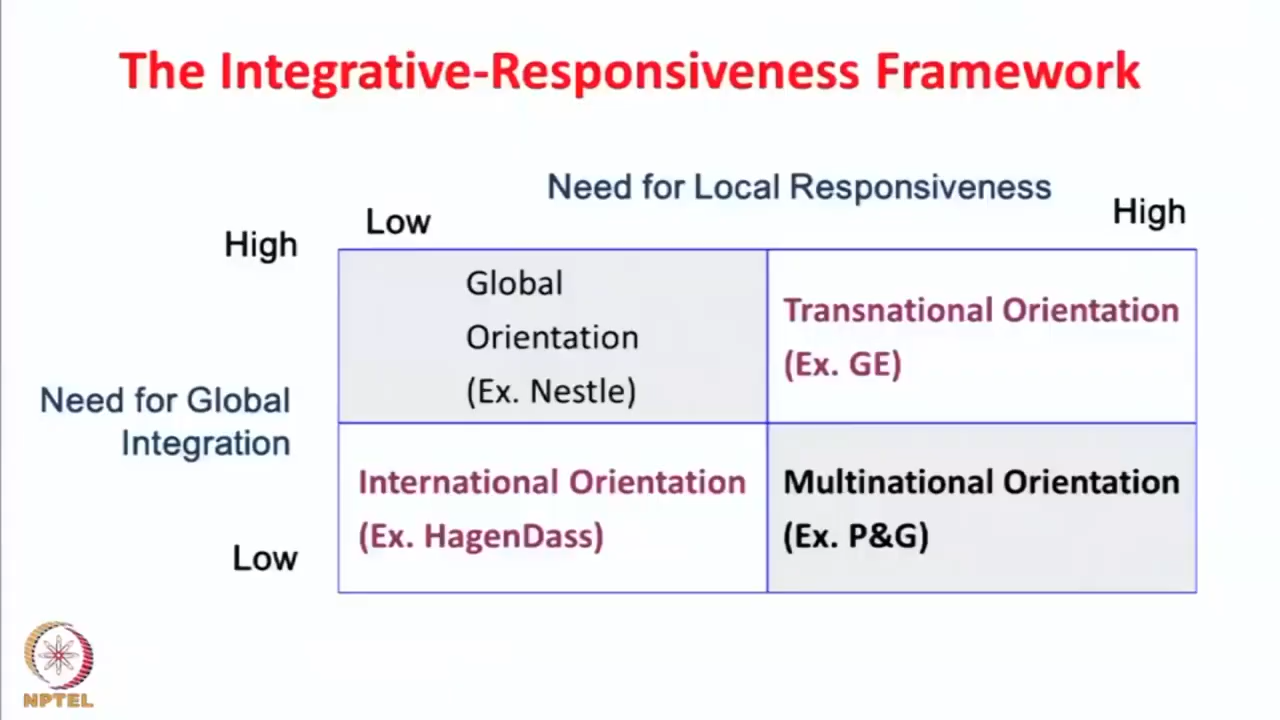 The Integrative-Responsiveness Framework
Need for Local Responsiveness
Low
High
High
Global
Orientation
(Ex. Nestle)
Transnational Orientation
(Ex. GE)
Need for Global
Integration
International Orientation
(Ex. HagenDass)
Multinational Orientation
(Ex. P&G)
Low
NPTEL